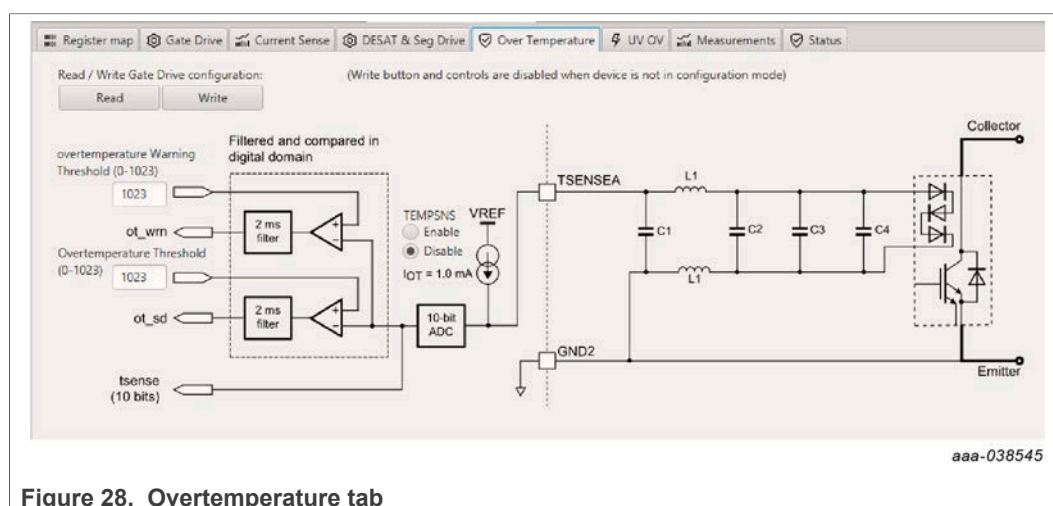 Register map Gate Drive Current Sense DESAT & Seg Drive Over Temperature UV OV Measurements Status
Read / Write Gate Drive configuration: (Write button and controls are disabled when device is not in configuration mode)
Read Write
Collector
Filtered and compared in
digital domain
overtemperature Warning
Threshold (0-1023)
1023
TSENSEA
L1
ot_wrn
2 ms
filter
+
-
TEMPSNS
VREF
Enable
Disable
C1
C2
C3
C4
Overtemperature Threshold
(0-1023)
1023
IOT = 1.0 mA
L1
ot_sd
2 ms
filter
+
-
10-bit
ADC
GND2
Emitter
tsense
(10 bits)
aaa-038545
Figure 28. Overtemperature tab